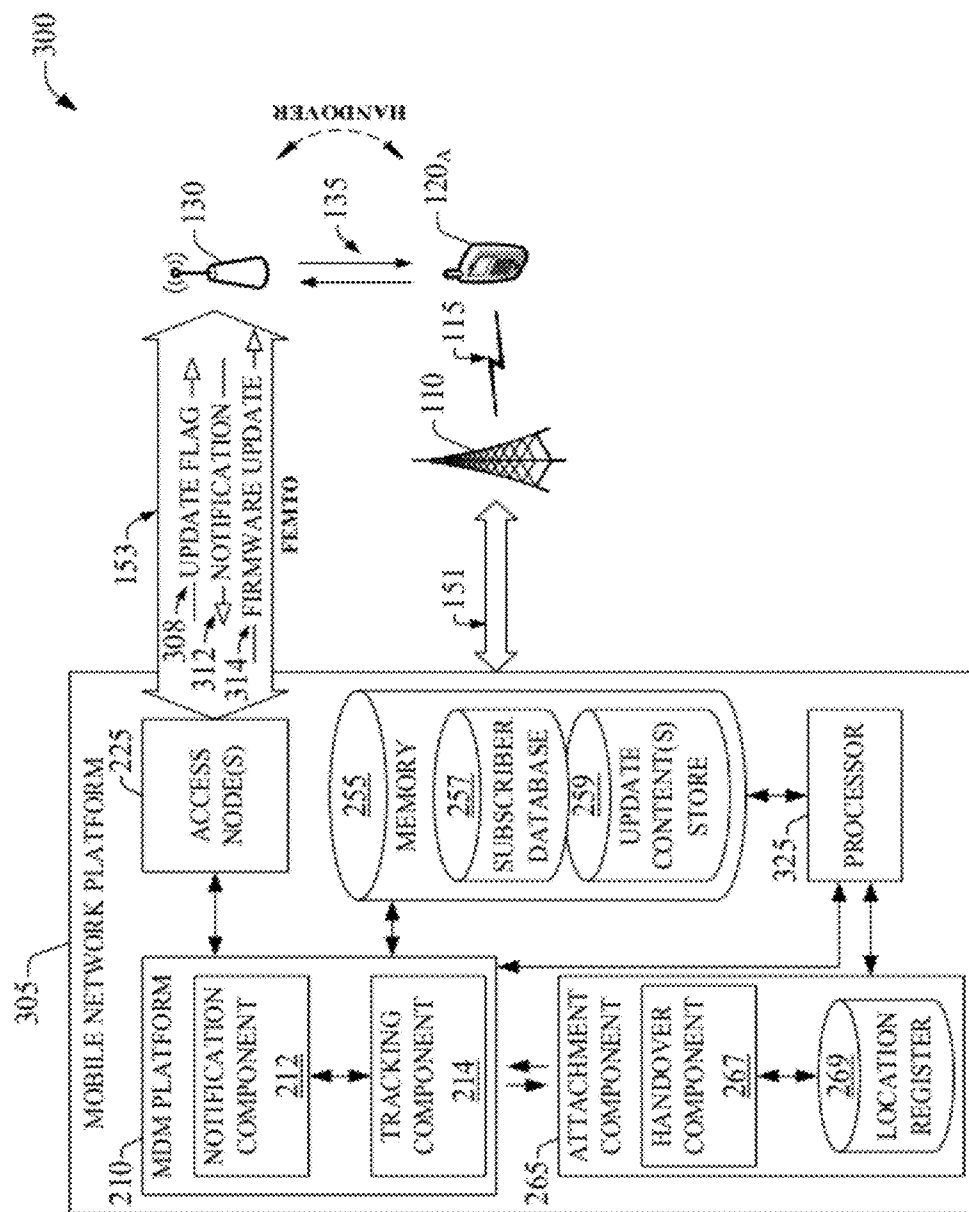 300
305
MOBILE NETWORK PLATFORM
210
MDM PLATFORM
NOTIFICATION
COMPONENT
212
TRACKING
COMPONENT
214
265
ATTACHMENT
COMPONENT
HANDOVER
COMPONENT
267
269
LOCATION
REGISTER
225
ACCESS
NODE(S)
255
MEMORY
257
SUBSCRIBER
DATABASE
259
UPDATE
CONTENT(S)
STORE
325
PROCESSOR
153
308
UPDATE FLAG
312
NOTIFICATION
314
FIRMWARE UPDATE
FEMTO
151
110
115
130
135
120A
HANDOVER